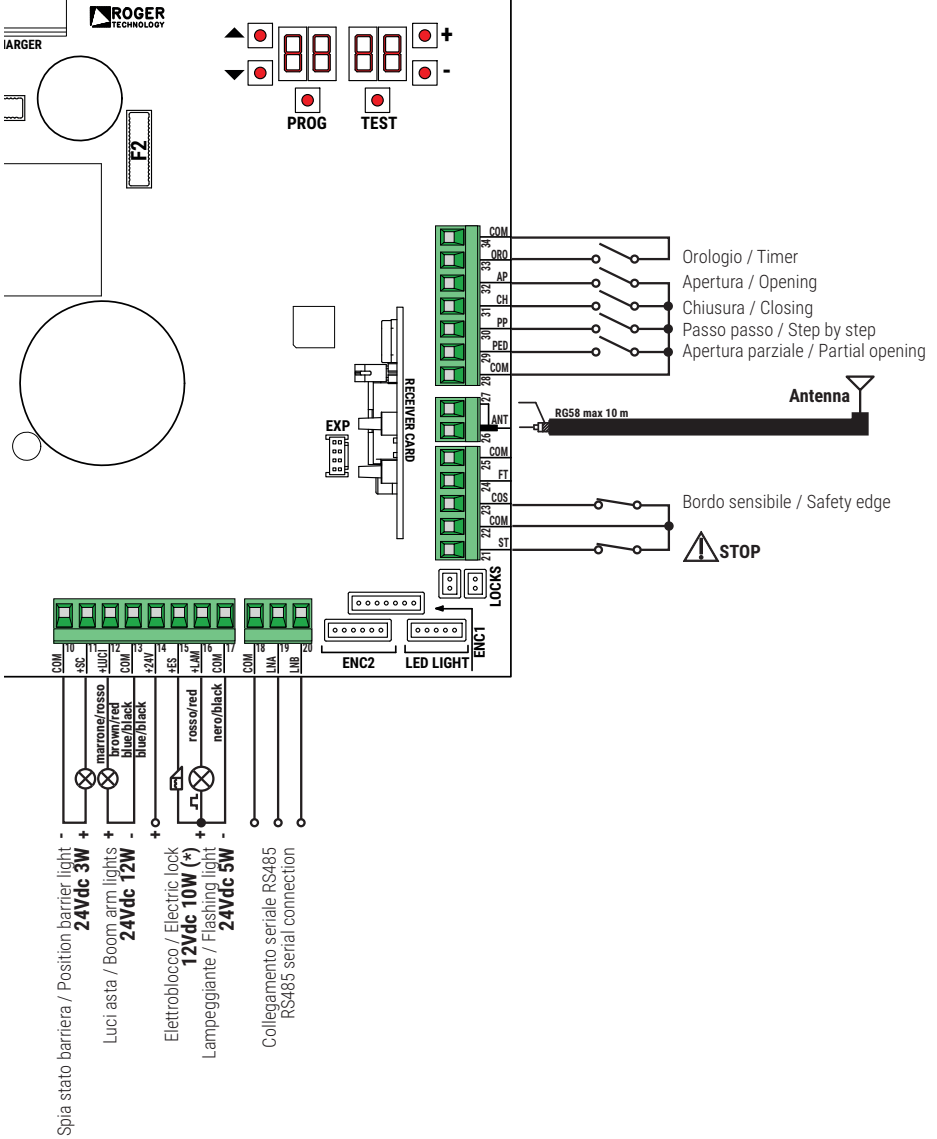 ROGER
TECHNOLOGY
ARGER
F2
+
-
PROG
TEST
COM
34
ORO
33
AP
32
CH
31
PP
30
PED
29
COM
28
Orologio / Timer
Apertura / Opening
Chiusura / Closing
Passo passo / Step by step
Apertura parziale / Partial opening
27
ANT
26
RG58 max 10 m
Antenna
EXP
RECEIVER CARD
COM
25
FT
24
COS
23
COM
22
ST
21
Bordo sensibile / Safety edge
STOP
LOCKS
ENC1
ENC2
LED LIGHT
10
11
12
13
14
15
16
17
18
19
20
COM
+SC
+LUCI
COM
+24V
+ES
+LAM
COM
COM
LNA
LNB
marrone/rosso
brown/red
blue/black
blue/black
rosso/red
nero/black
- + + - + + -
Spia stato barriera / Position barrier light
24Vdc 3W
Luci asta / Boom arm lights
24Vdc 12W
Elettroblocco / Electric lock
12Vdc 10W (*)
Lampeggiante / Flashing light
24Vdc 5W
Collegamento seriale RS485
RS485 serial connection